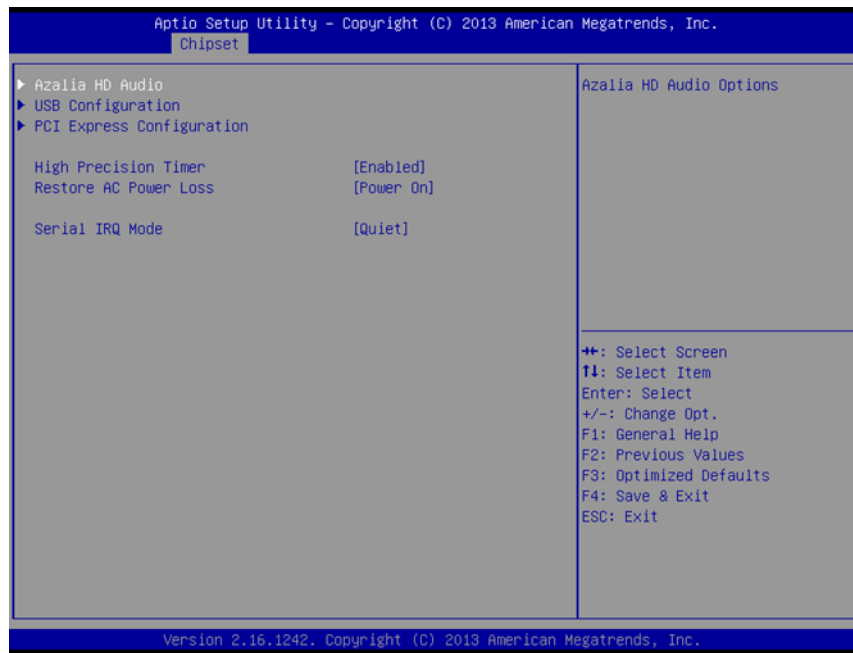 Aptio Setup Utility – Copyright (C) 2013 American Megatrends, Inc.
Chipset
▶ Azalia HD Audio
▶ USB Configuration
▶ PCI Express Configuration
High Precision Timer [Enabled]
Restore AC Power Loss [Power On]
Serial IRQ Mode [Quiet]
Azalia HD Audio Options
→←: Select Screen
↑↓: Select Item
Enter: Select
+/-: Change Opt.
F1: General Help
F2: Previous Values
F3: Optimized Defaults
F4: Save & Exit
ESC: Exit
Version 2.16.1242. Copyright (C) 2013 American Megatrends, Inc.